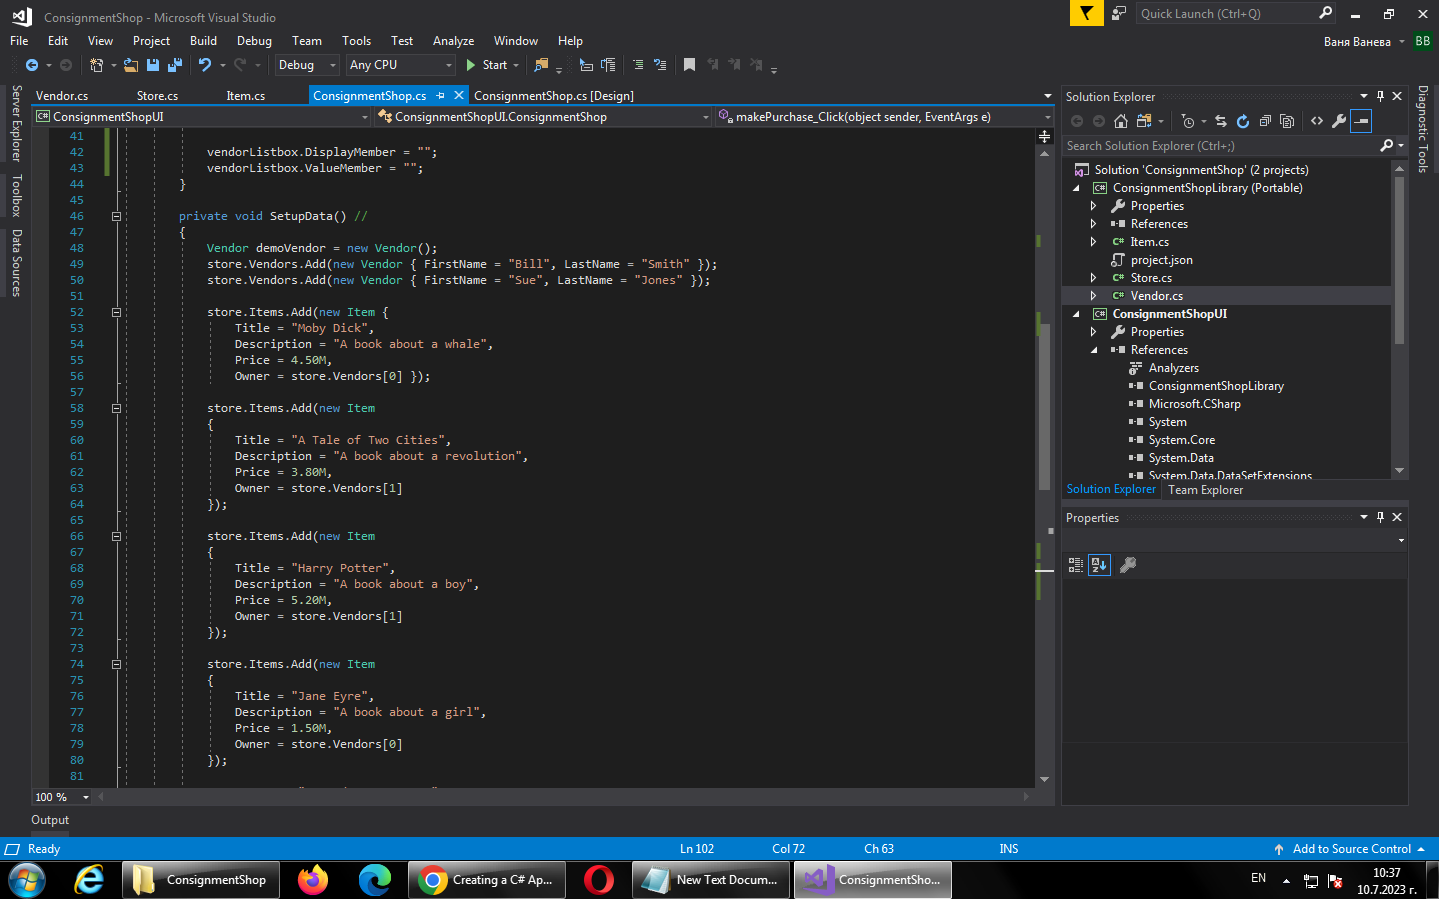 ConsignmentShop - Microsoft Visual Studio
Quick Launch (Ctrl+Q)
File Edit View Project Build Debug Team Tools Test Analyze Window Help
Ваня Ванева BB
Debug Any CPU Start
Vendor.cs Store.cs Item.cs ConsignmentShop.cs ConsignmentShop.cs [Design]
ConsignmentShopUI ConsignmentShopUI.ConsignmentShop makePurchase_Click(object sender, EventArgs e)
Server Explorer
Toolbox
Data Sources
41
42 vendorListbox.DisplayMember = "";
43 vendorListbox.ValueMember = "";
44 }
45
46 private void SetupData() //
47 {
48 Vendor demoVendor = new Vendor();
49 store.Vendors.Add(new Vendor { FirstName = "Bill", LastName = "Smith" });
50 store.Vendors.Add(new Vendor { FirstName = "Sue", LastName = "Jones" });
51
52 store.Items.Add(new Item {
53 Title = "Moby Dick",
54 Description = "A book about a whale",
55 Price = 4.50M,
56 Owner = store.Vendors[0] });
57
58 store.Items.Add(new Item
59 {
60 Title = "A Tale of Two Cities",
61 Description = "A book about a revolution",
62 Price = 3.80M,
63 Owner = store.Vendors[1]
64 });
65
66 store.Items.Add(new Item
67 {
68 Title = "Harry Potter",
69 Description = "A book about a boy",
70 Price = 5.20M,
71 Owner = store.Vendors[1]
72 });
73
74 store.Items.Add(new Item
75 {
76 Title = "Jane Eyre",
77 Description = "A book about a girl",
78 Price = 1.50M,
79 Owner = store.Vendors[0]
80 });
81
100 %
Output
Solution Explorer
Search Solution Explorer (Ctrl+;)
Solution 'ConsignmentShop' (2 projects)
C# ConsignmentShopLibrary (Portable)
Properties
References
C# Item.cs
project.json
C# Store.cs
C# Vendor.cs
C# ConsignmentShopUI
Properties
References
Analyzers
ConsignmentShopLibrary
Microsoft.CSharp
System
System.Core
System.Data
System.Data.DataSetExtensions
Solution Explorer Team Explorer
Properties
Diagnostic Tools
Ready Ln 102 Col 72 Ch 63 INS Add to Source Control
ConsignmentShop Creating a C# Ap... New Text Docum... ConsignmentSho...
EN 10:37
10.7.2023 г.